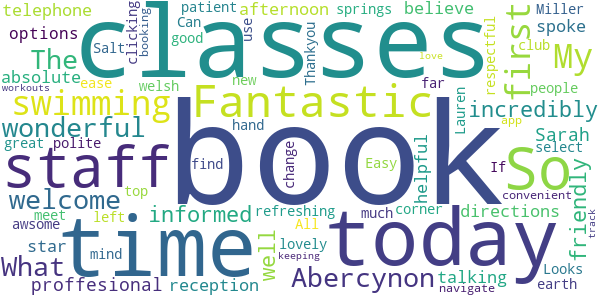 telephone
options
The
absolute
workouts
swimming
wonderful
great
polite
staff
welcome
meet
awsome
star
What
proffesional
Salt
Can
patient
clicking
booking
good
afternoon
springs
believe
use
Thankyou
classes
ease
welsh
new
far
Fantastic
hand
book
find
change
Easy
top
left
mind
time
informed
refreshing
All
well
lovely
keeping
reception
Abercynon
today
much
corner
talking
navigate
directions
helpful
Lauren
respectful
club
love
app
first
My
Miller
spoke
people
incredibly
Sarah
select
So
If
convenient
friendly
Looks
earth
track